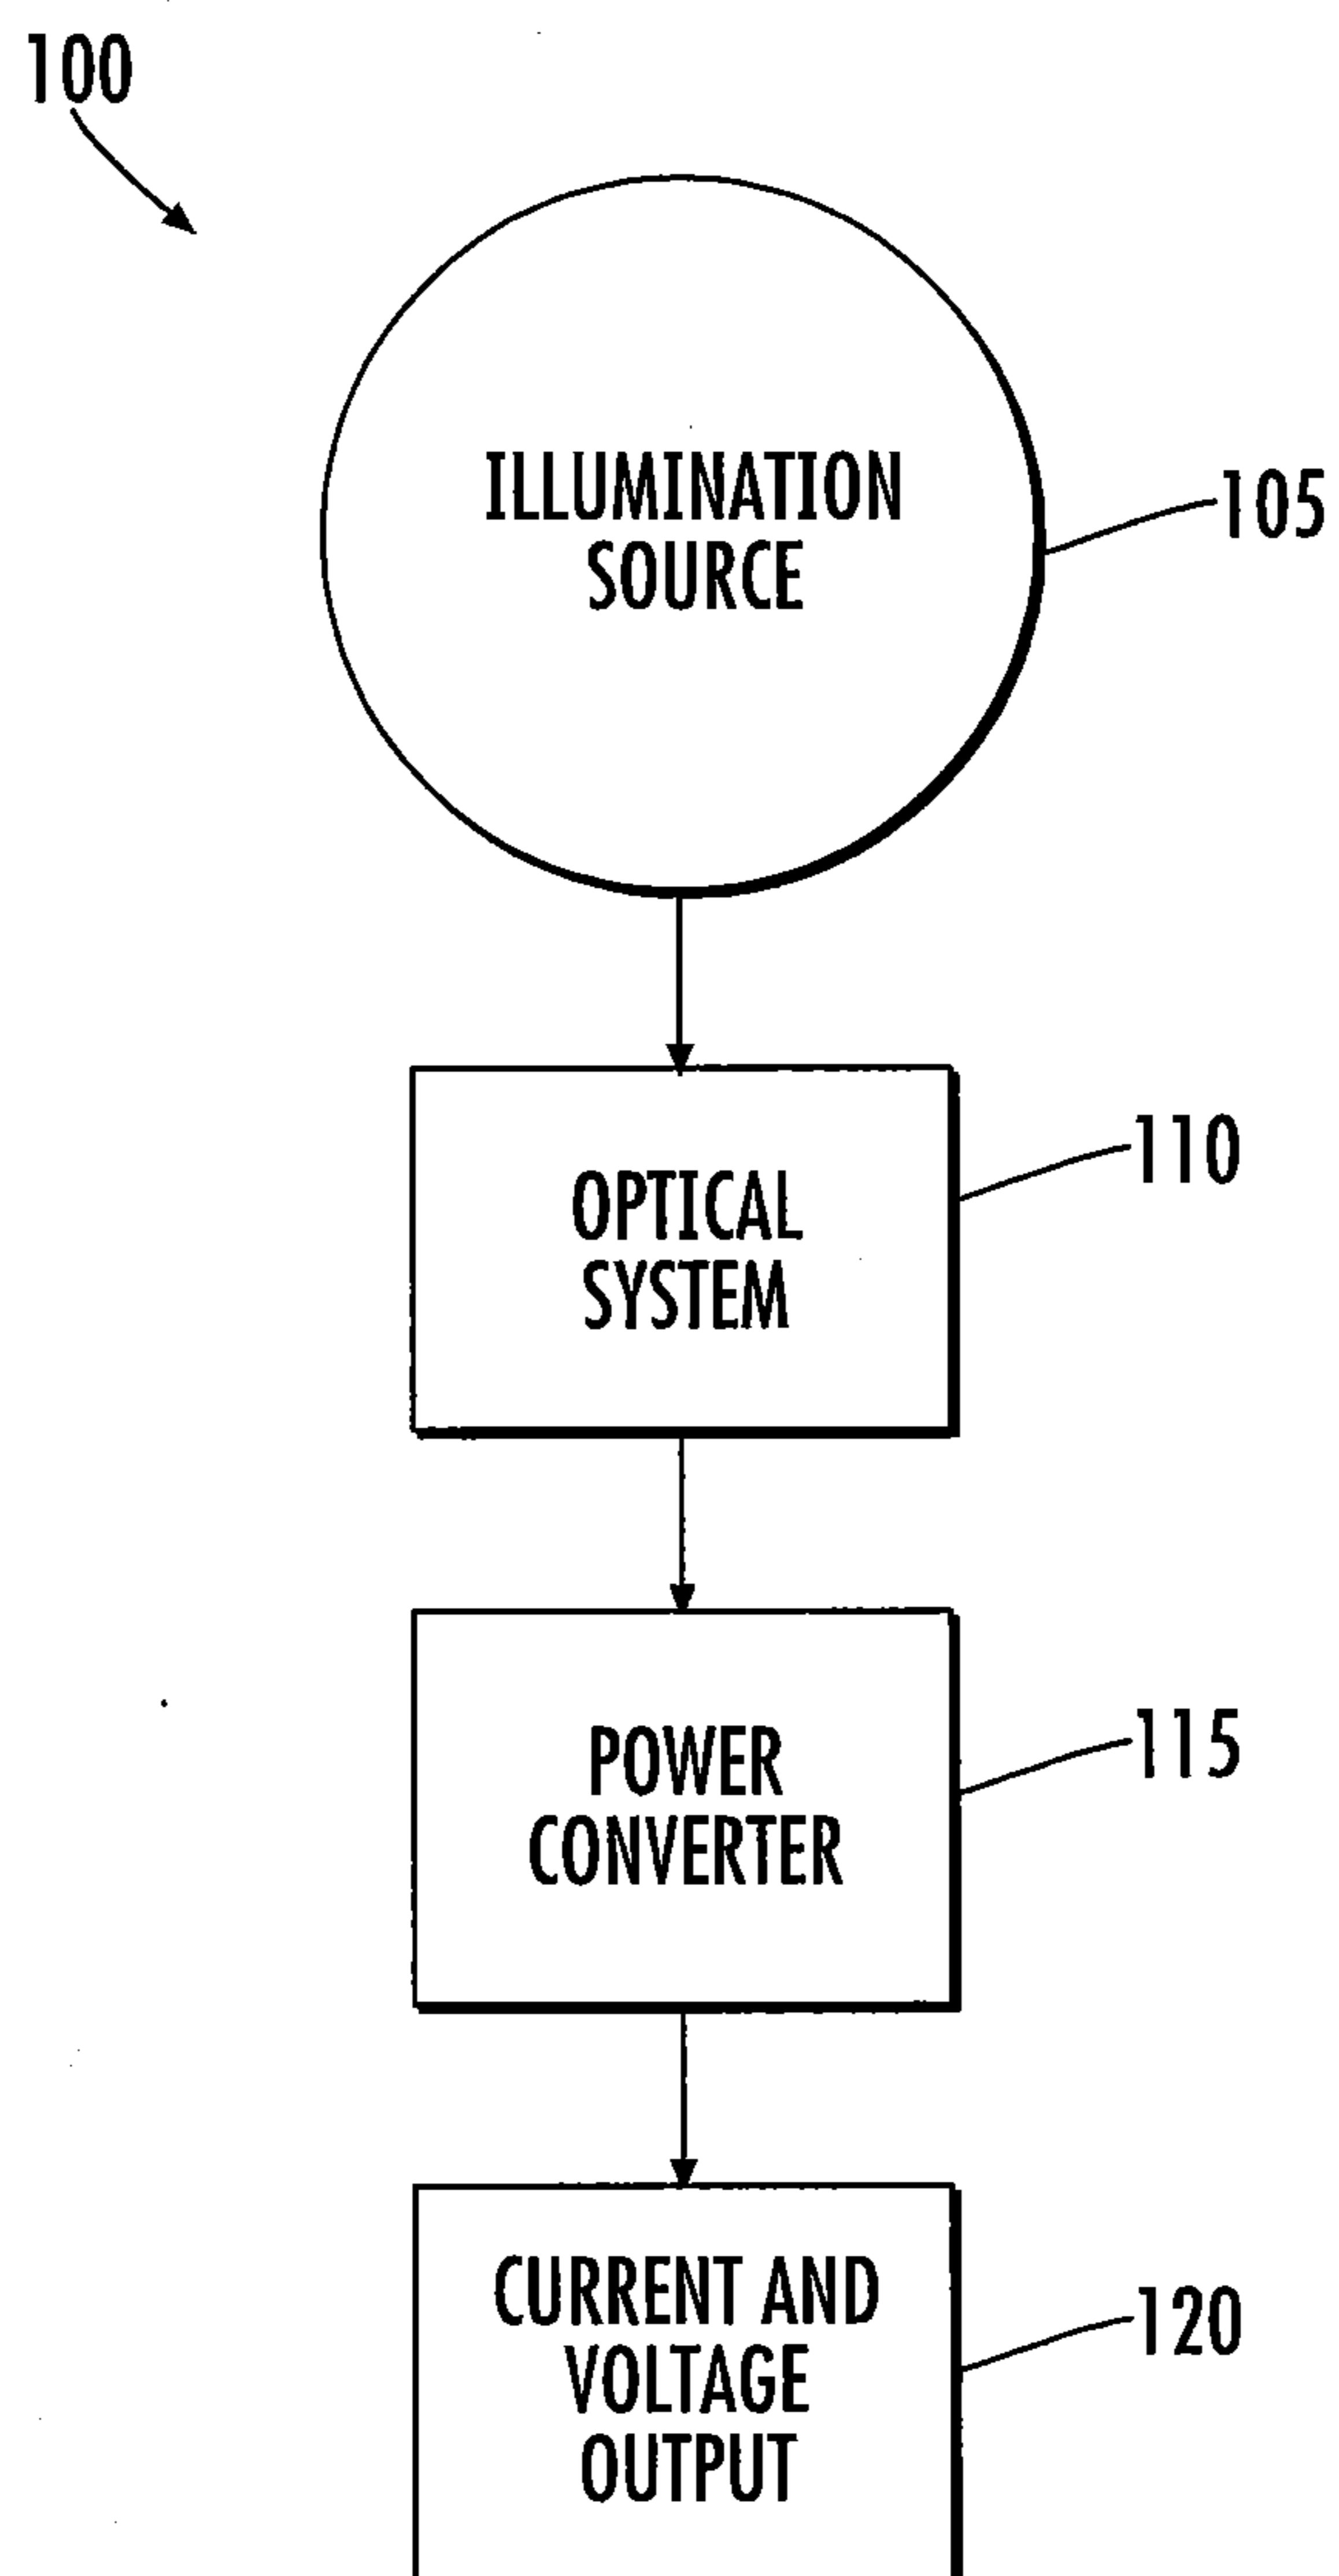 100
ILLUMINATION
SOURCE
105
OPTICAL
SYSTEM
110
POWER
CONVERTER
115
CURRENT AND
VOLTAGE
OUTPUT
120